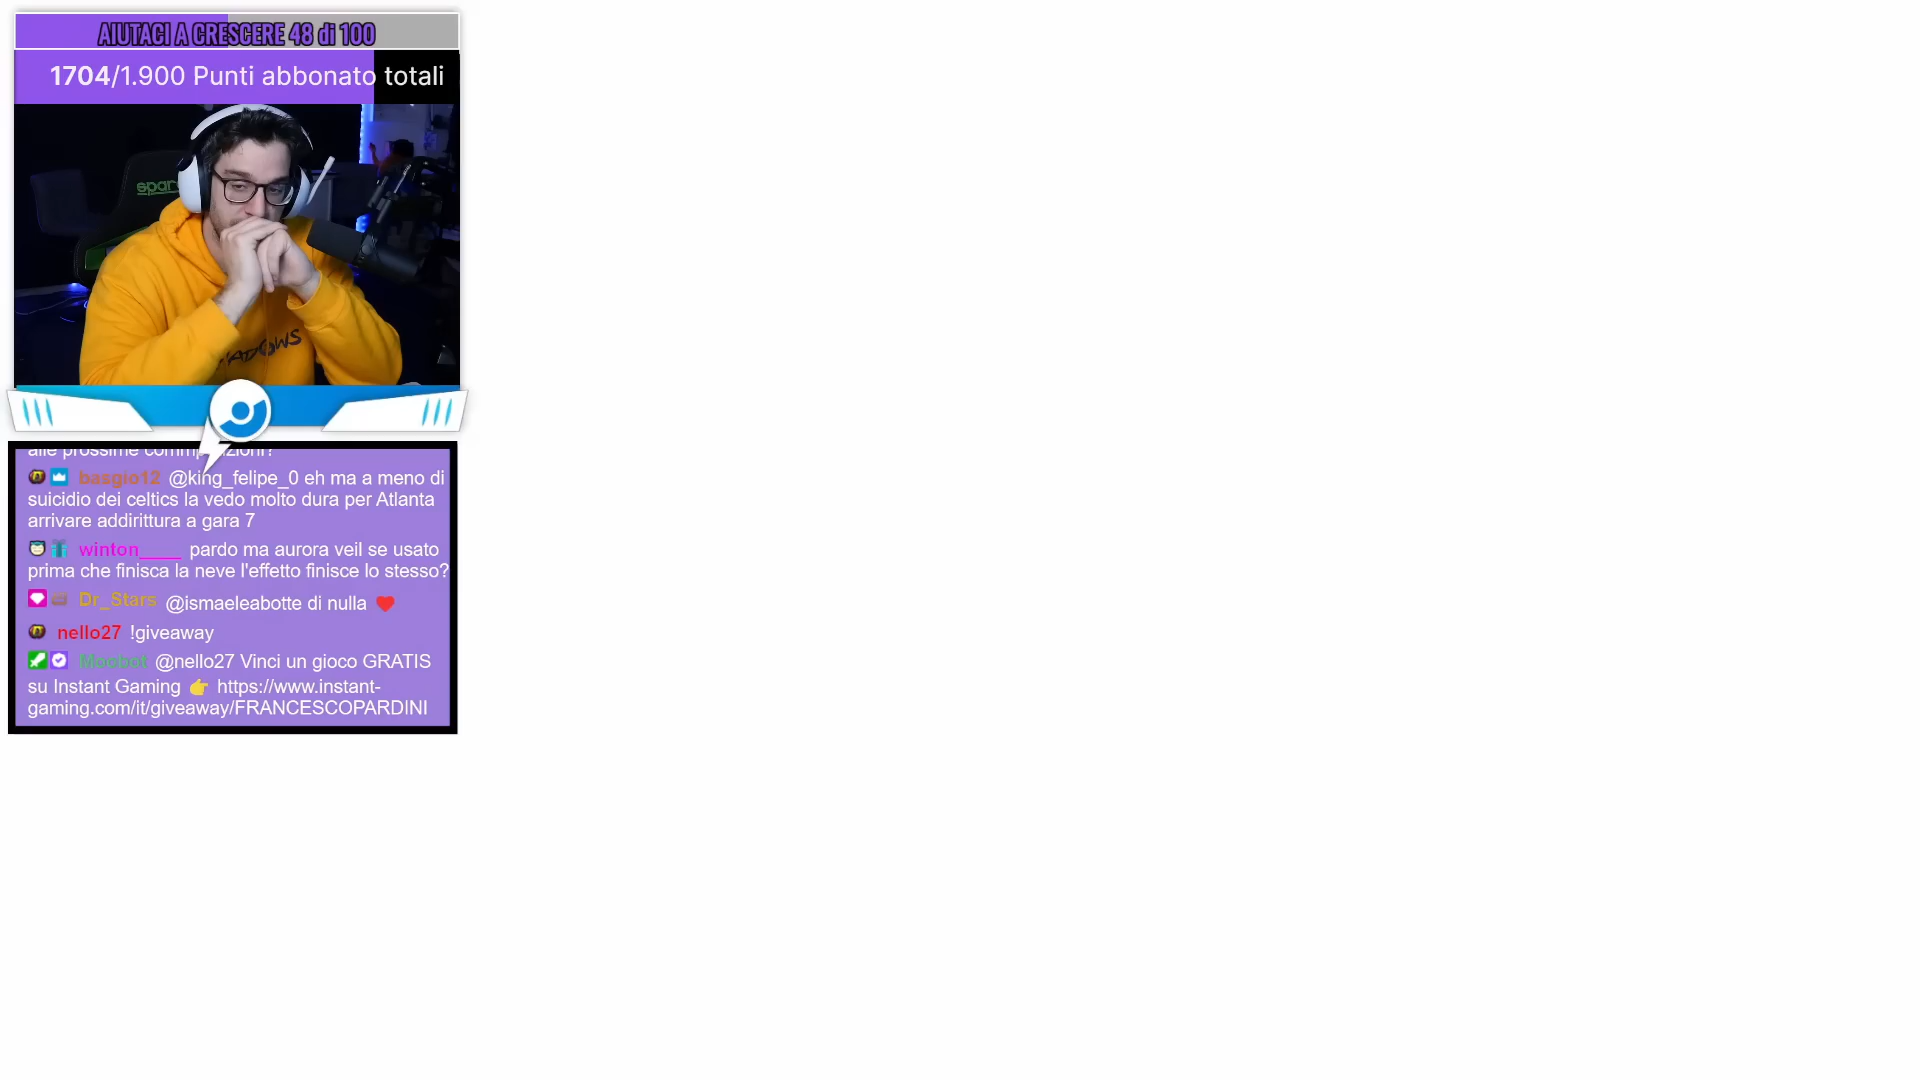 AIUTACI A CRESCERE 48 di 100
1704/1.900 Punti abbonato totali
spar
basgio12 @king_felipe_0 eh ma a meno di
suicidio dei celtics la vedo molto dura per Atlanta
arrivare addirittura a gara 7
winton____ pardo ma aurora veil se usato
prima che finisca la neve l'effetto finisce lo stesso?
Dr_Stars @ismaeleabotte di nulla ❤️
nello27 !giveaway
Modbot @nello27 Vinci un gioco GRATIS
su Instant Gaming 👉 https://www.instant-
gaming.com/it/giveaway/FRANCESCOPARDINI